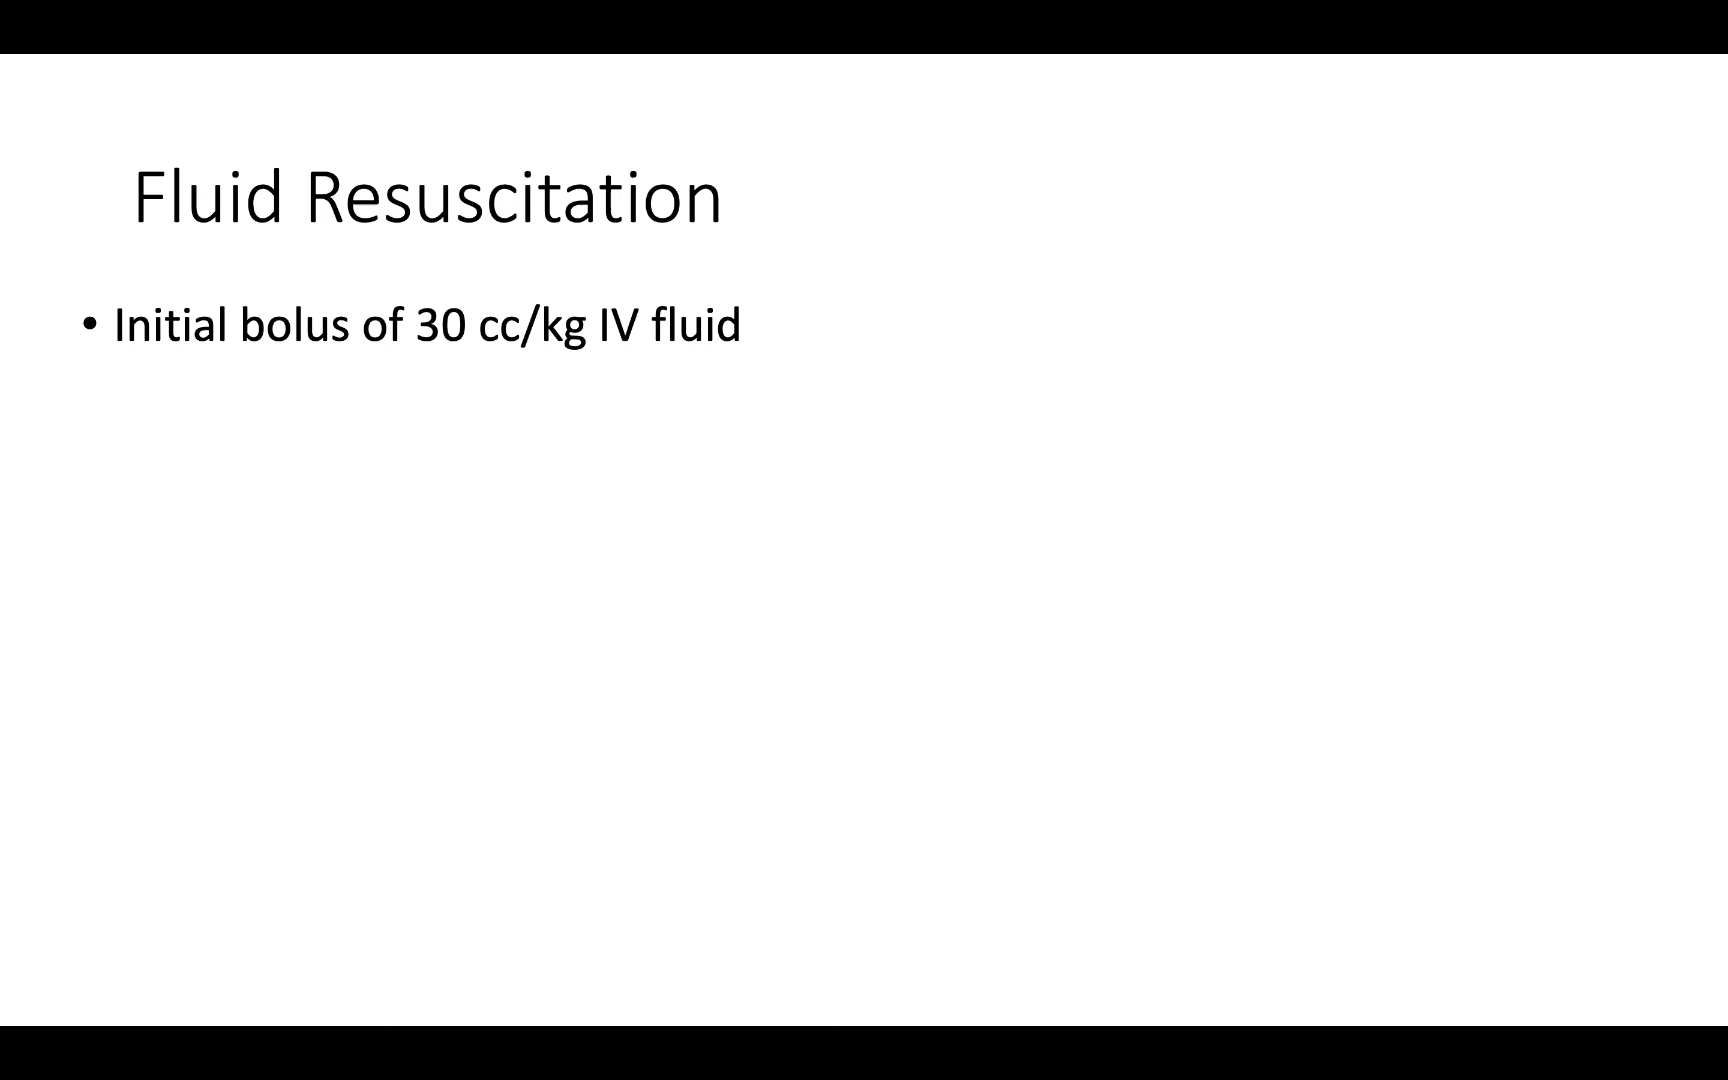 Fluid Resuscitation
• Initial bolus of 30 cc/kg IV fluid